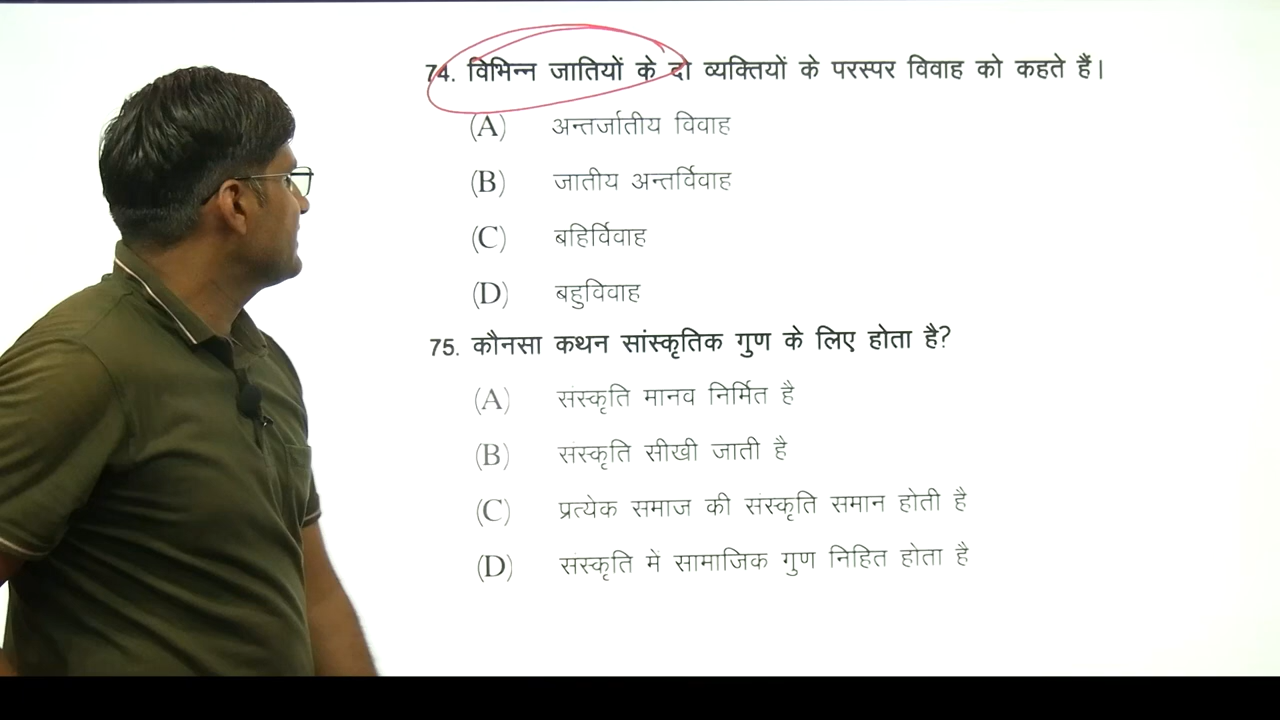 74. विभिन्न जातियों के दो व्यक्तियों के परस्पर विवाह को कहते हैं।
(A) अन्तर्जातीय विवाह
(B) जातीय अन्तर्विवाह
(C) बहिर्विवाह
(D) बहुविवाह
75. कौनसा कथन सांस्कृतिक गुण के लिए होता है?
(A) संस्कृति मानव निर्मित है
(B) संस्कृति सीखी जाती है
(C) प्रत्येक समाज की संस्कृति समान होती है
(D) संस्कृति में सामाजिक गुण निहित होता है